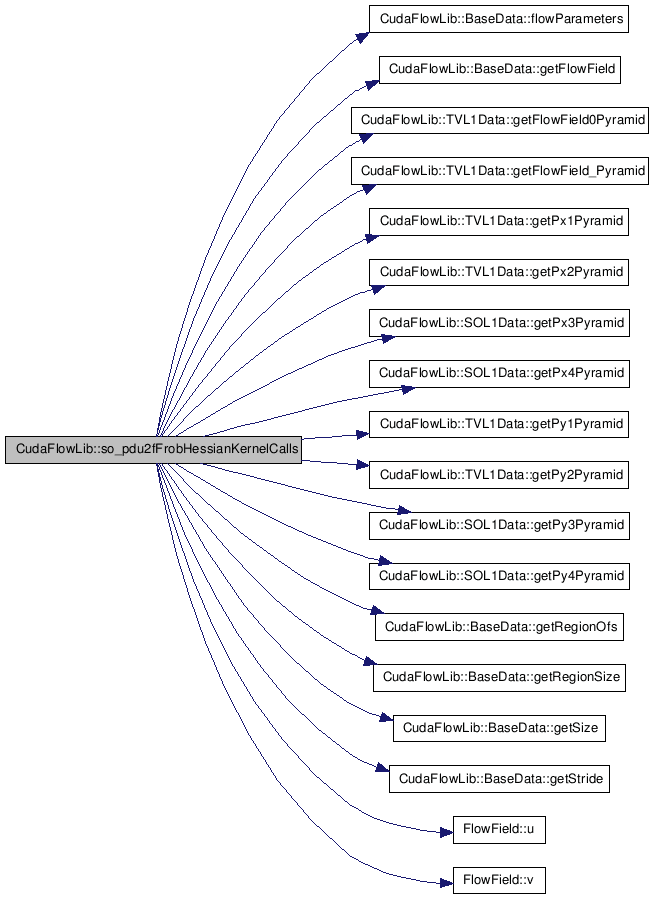 CudaFlowLib::BaseData::flowParameters
CudaFlowLib::BaseData::getFlowField
CudaFlowLib::TVL1Data::getFlowField0Pyramid
CudaFlowLib::TVL1Data::getFlowField_Pyramid
CudaFlowLib::TVL1Data::getPx1Pyramid
CudaFlowLib::TVL1Data::getPx2Pyramid
CudaFlowLib::SOL1Data::getPx3Pyramid
CudaFlowLib::SOL1Data::getPx4Pyramid
CudaFlowLib::TVL1Data::getPy1Pyramid
CudaFlowLib::so_pdu2fFrobHessianKernelCalls
CudaFlowLib::TVL1Data::getPy2Pyramid
CudaFlowLib::SOL1Data::getPy3Pyramid
CudaFlowLib::SOL1Data::getPy4Pyramid
CudaFlowLib::BaseData::getRegionOfs
CudaFlowLib::BaseData::getRegionSize
CudaFlowLib::BaseData::getSize
CudaFlowLib::BaseData::getStride
FlowField::u
FlowField::v